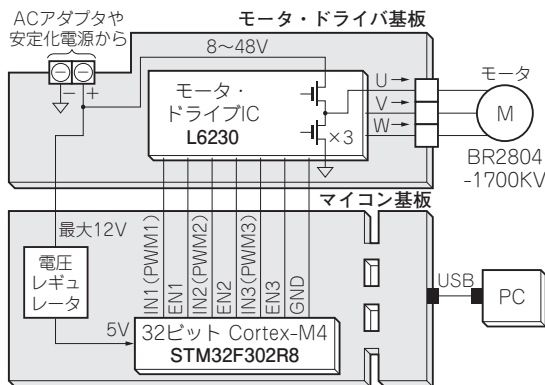 ACアダプタや
安定化電源から
モータ・ドライバ基板
8〜48V
− +
モータ・
ドライブIC
L6230
×3
U
V
W
モータ
M
BR2804
-1700KV
マイコン基板
最大12V
電圧
レギュ
レータ
5V
IN1(PWM1)
EN1
IN2(PWM2)
EN2
IN3(PWM3)
EN3
GND
32ビット Cortex-M4
STM32F302R8
USB
PC